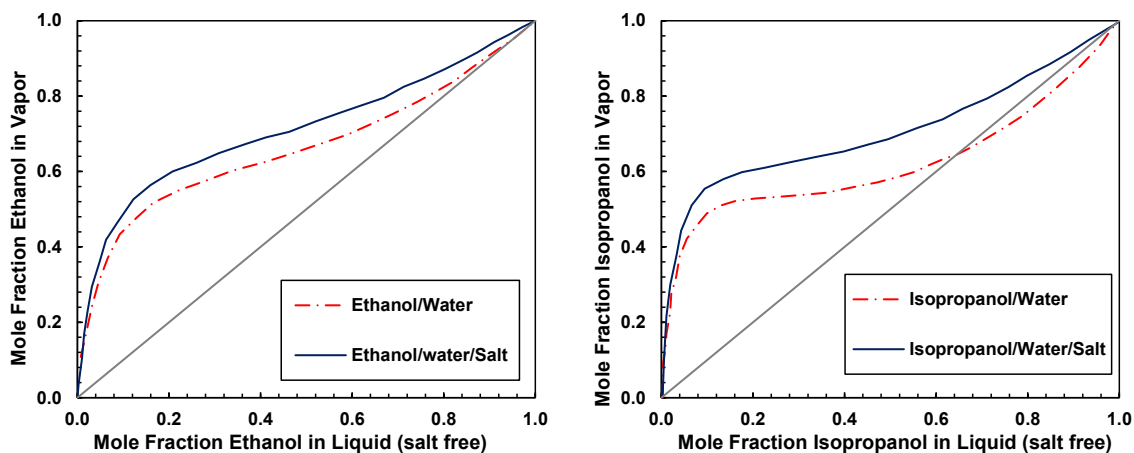 Mole Fraction Ethanol in Vapor
1.0
0.8
0.6
0.4
0.2
0.0
Ethanol/Water
Ethanol/water/Salt
0.0 0.2 0.4 0.6 0.8 1.0
Mole Fraction Ethanol in Liquid (salt free)
Mole Fraction Isopropanol in Vapor
1.0
0.8
0.6
0.4
0.2
0.0
Isopropanol/Water
Isopropanol/Water/Salt
0.0 0.2 0.4 0.6 0.8 1.0
Mole Fraction Isopropanol in Liquid (salt free)